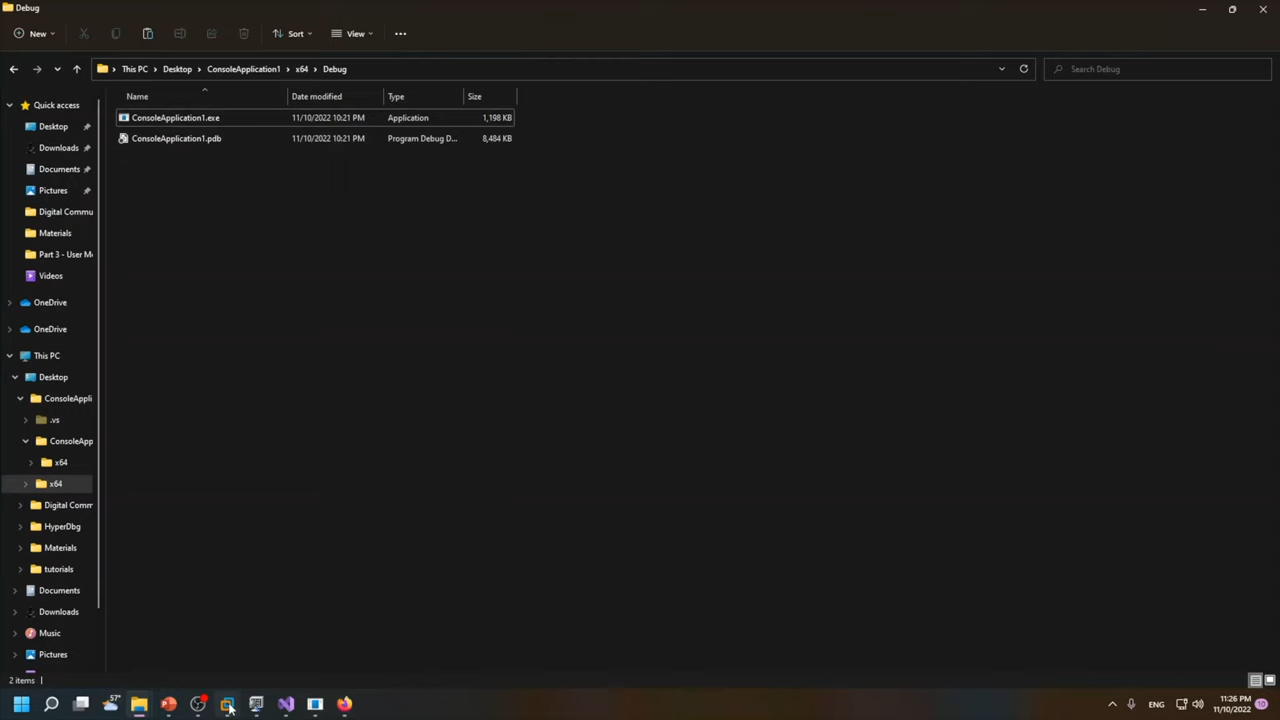 Debug
New Sort View
This PC Desktop ConsoleApplication1 x64 Debug Search Debug
Name Date modified Type Size
ConsoleApplication1.exe 11/10/2022 10:21 PM Application 1,198 KB
ConsoleApplication1.pdb 11/10/2022 10:21 PM Program Debug D... 8,484 KB
Quick access
Desktop
Downloads
Documents
Pictures
Digital Commu
Materials
Part 3 - User M
Videos
OneDrive
OneDrive
This PC
Desktop
ConsoleAppli
.vs
ConsoleApp
x64
x64
Digital Comm
HyperDbg
Materials
tutorials
Documents
Downloads
Music
Pictures
2 items
57°
ENG
11:26 PM
11/10/2022
10